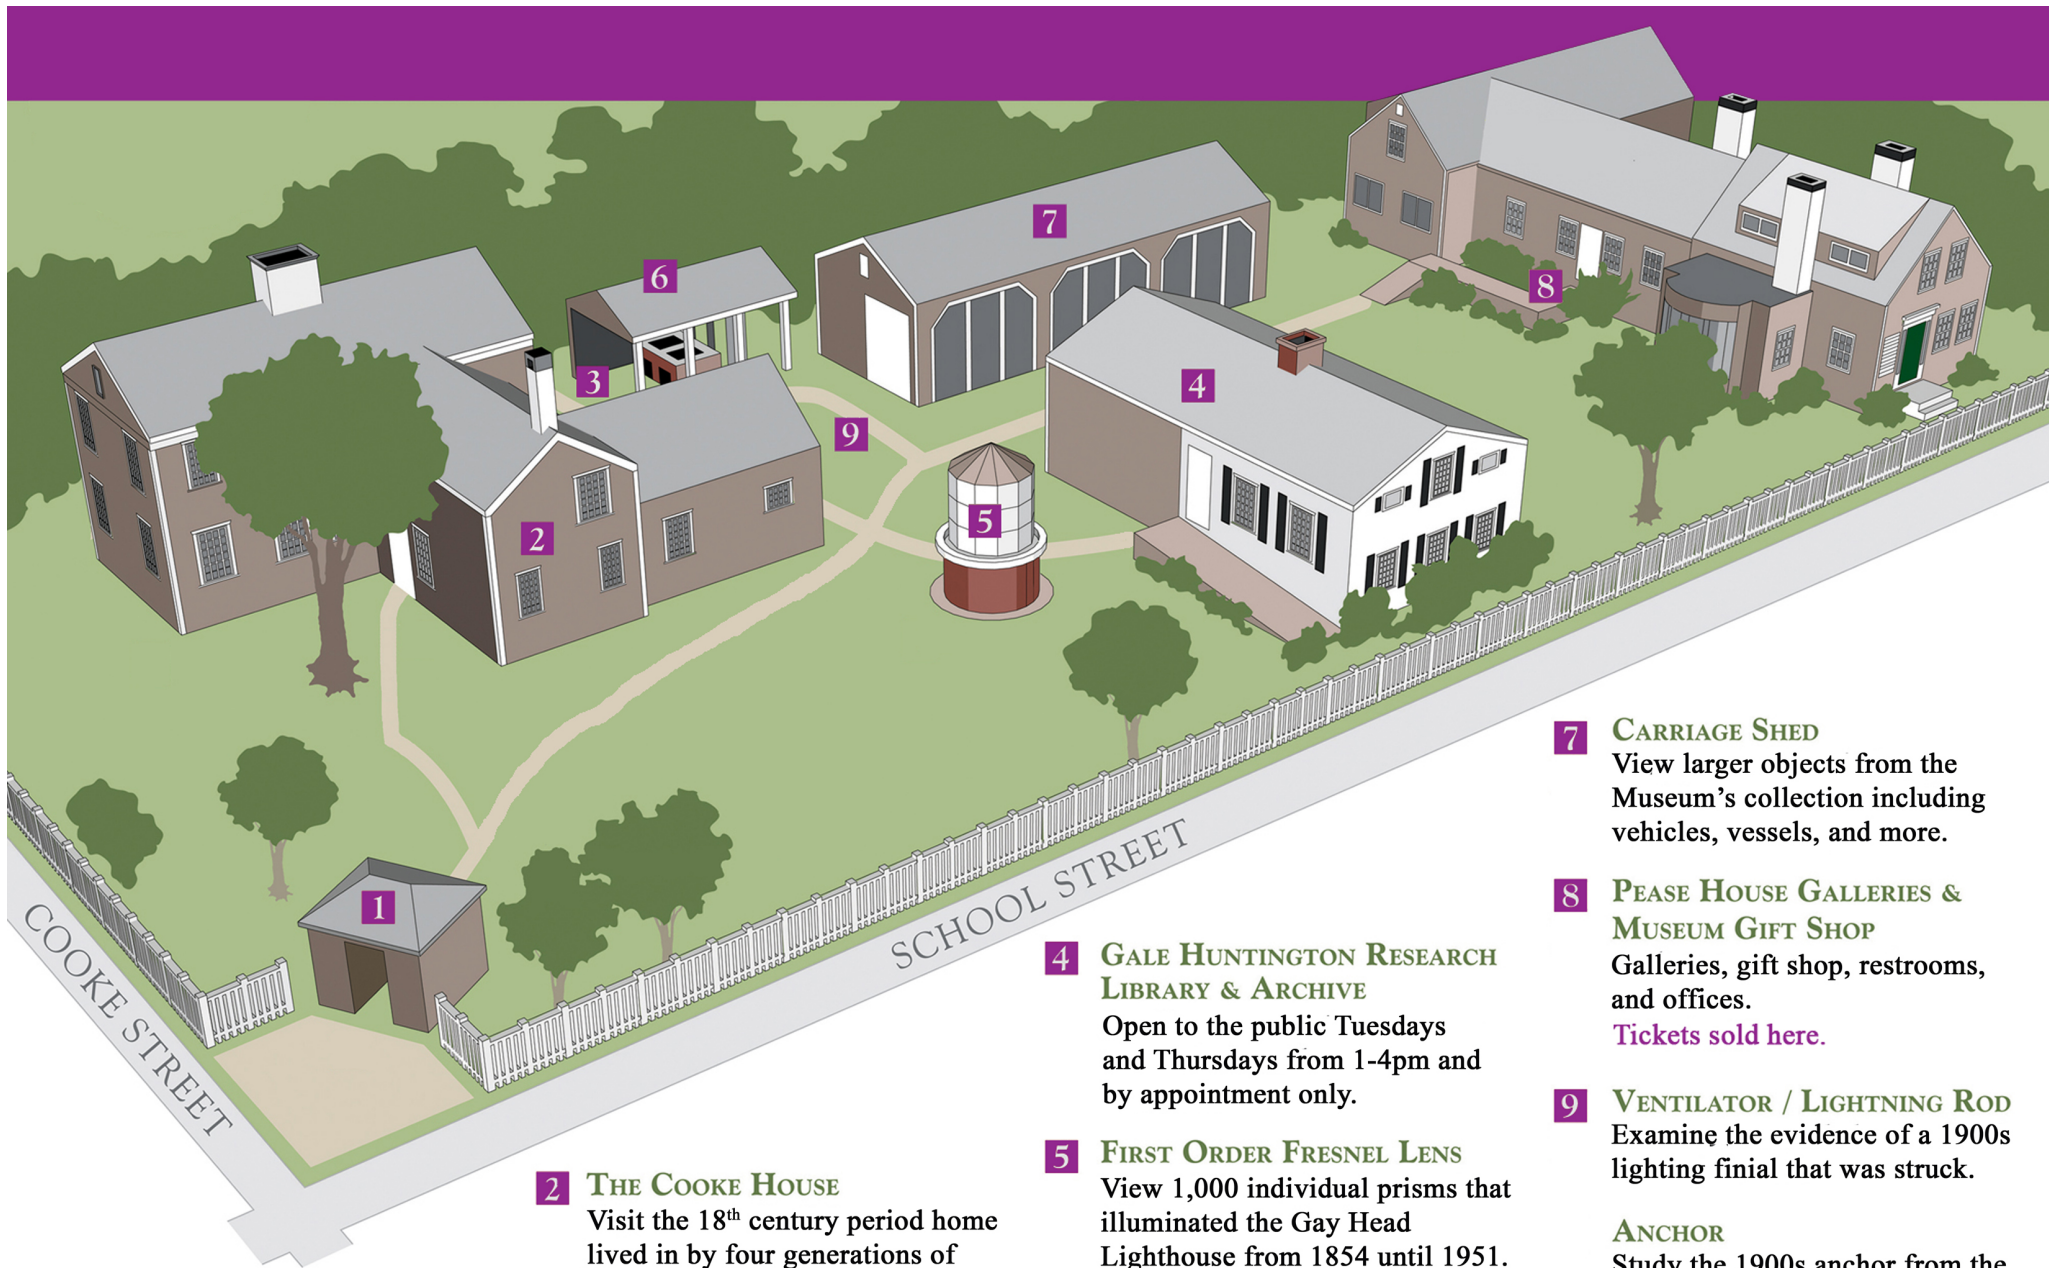 7
6
8
3
4
9
5
2
1
COOKE STREET
SCHOOL STREET
2 THE COOKE HOUSE
Visit the 18th century period home
lived in by four generations of
4 GALE HUNTINGTON RESEARCH
LIBRARY & ARCHIVE
Open to the public Tuesdays
and Thursdays from 1-4pm and
by appointment only.
5 FIRST ORDER FRESNEL LENS
View 1,000 individual prisms that
illuminated the Gay Head
Lighthouse from 1854 until 1951.
7 CARRIAGE SHED
View larger objects from the
Museum's collection including
vehicles, vessels, and more.
8 PEASE HOUSE GALLERIES &
MUSEUM GIFT SHOP
Galleries, gift shop, restrooms,
and offices.
Tickets sold here.
9 VENTILATOR / LIGHTNING ROD
Examine the evidence of a 1900s
lighting finial that was struck.
ANCHOR
Study the 1900s anchor from the